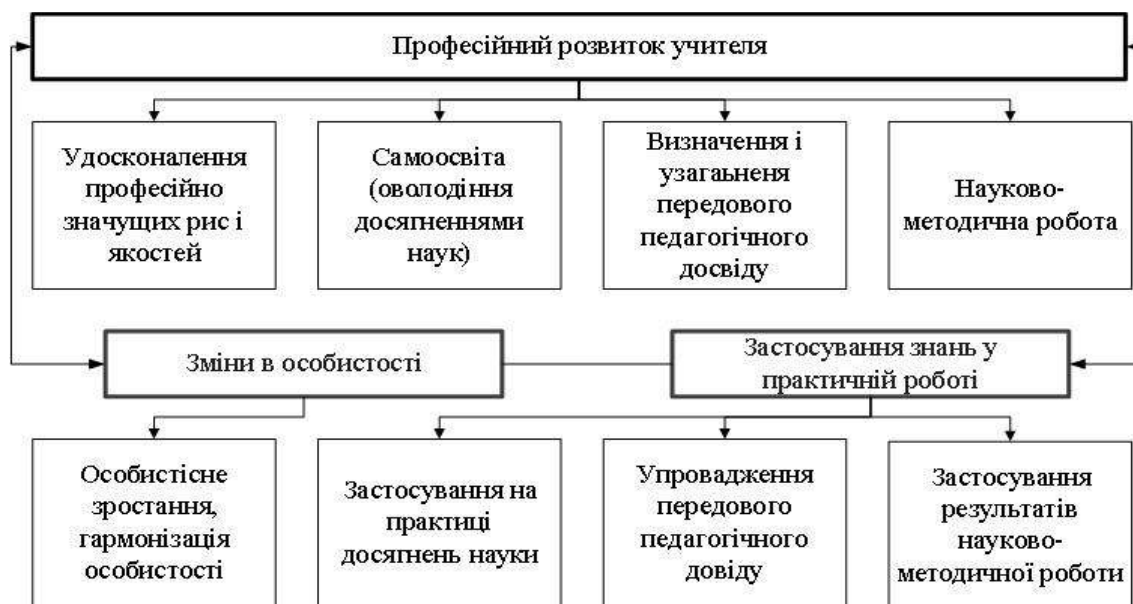 Професійний розвиток учителя
Удосконалення
професійно
значущих рис і
якостей
Самоосвіта
(оволодіння
досягненнями
наук)
Визначення і
узагаьненя
передового
педагогічного
досвіду
Науково-
методична робота
Зміни в особистості
Застосування знань у
практичній роботі
Особистісне
зростання,
гармонізація
особистості
Застосування на
практиці
досягнень науки
Упровадження
передового
педагогічного
довіду
Застосування
результатів
науково-
методичної роботи